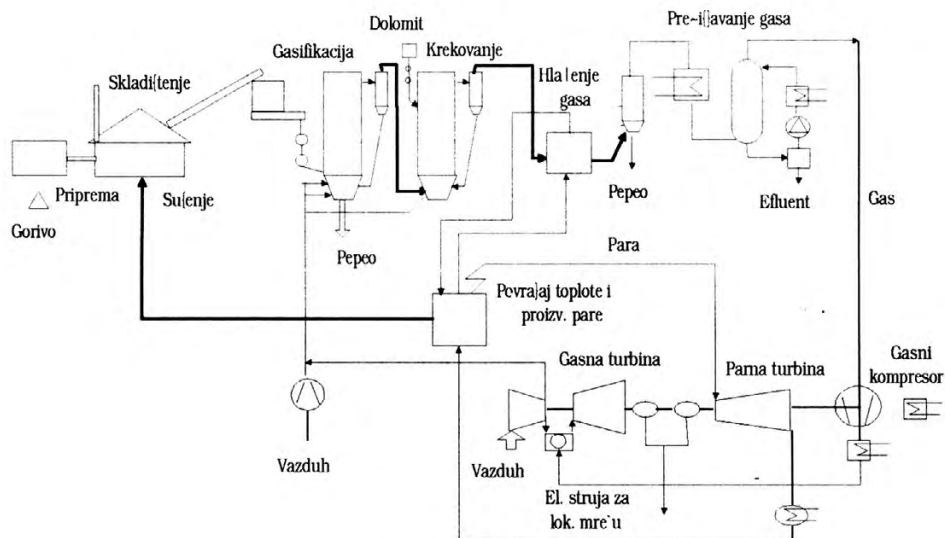 Dolomit
Pre~i()avanje gasa
Gasifikacija
Krekovanje
Skladi(tenje
Hla|enje
gasa
Priprema
Su(enje
Gorivo
Pepeo
Pepeo
Efluent
Gas
Para
Povra)aj toplote i
proizv. pare
Gasna turbina
Parna turbina
Gasni
kompresor
Vazduh
Vazduh
El. struja za
lok. mre`u